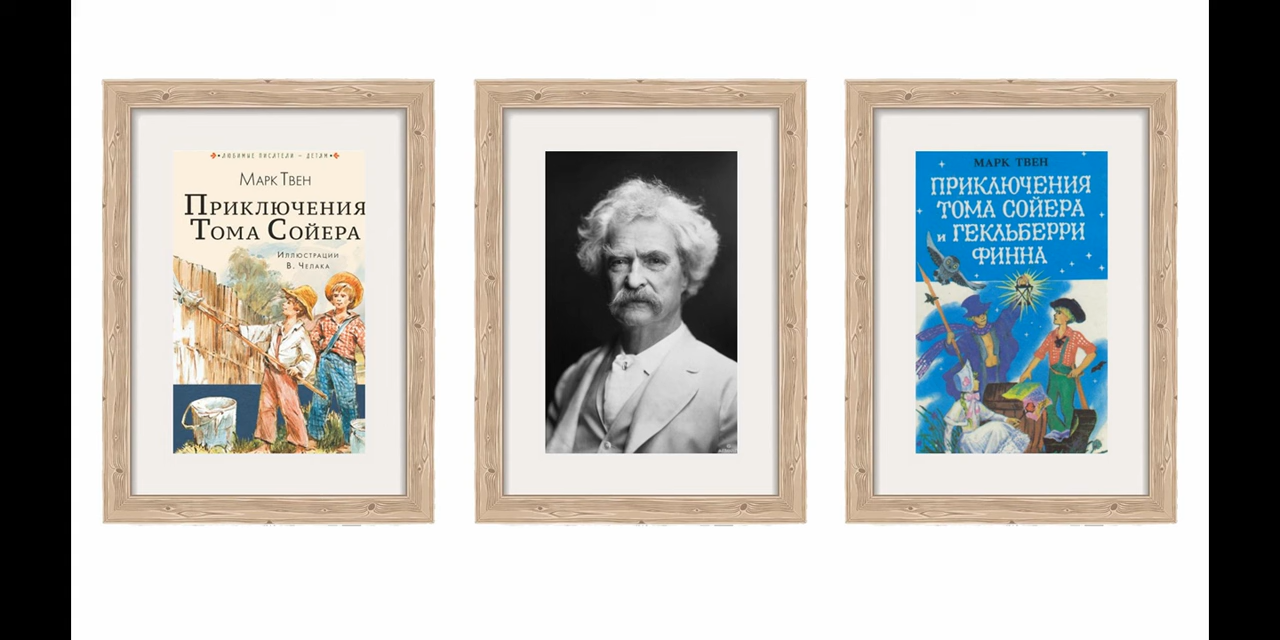 ЛЮБИМЫЕ ПИСАТЕЛИ – ДЕТЯМ
МАРК ТВЕН
ПРИКЛЮЧЕНИЯ
ТОМА СОЙЕРА
ИЛЛЮСТРАЦИИ
В. ЧЕЛАКА
МАРК ТВЕН
ПРИКЛЮЧЕНИЯ
ТОМА СОЙЕРА
и ГЕКЛЬБЕРРИ
ФИННА